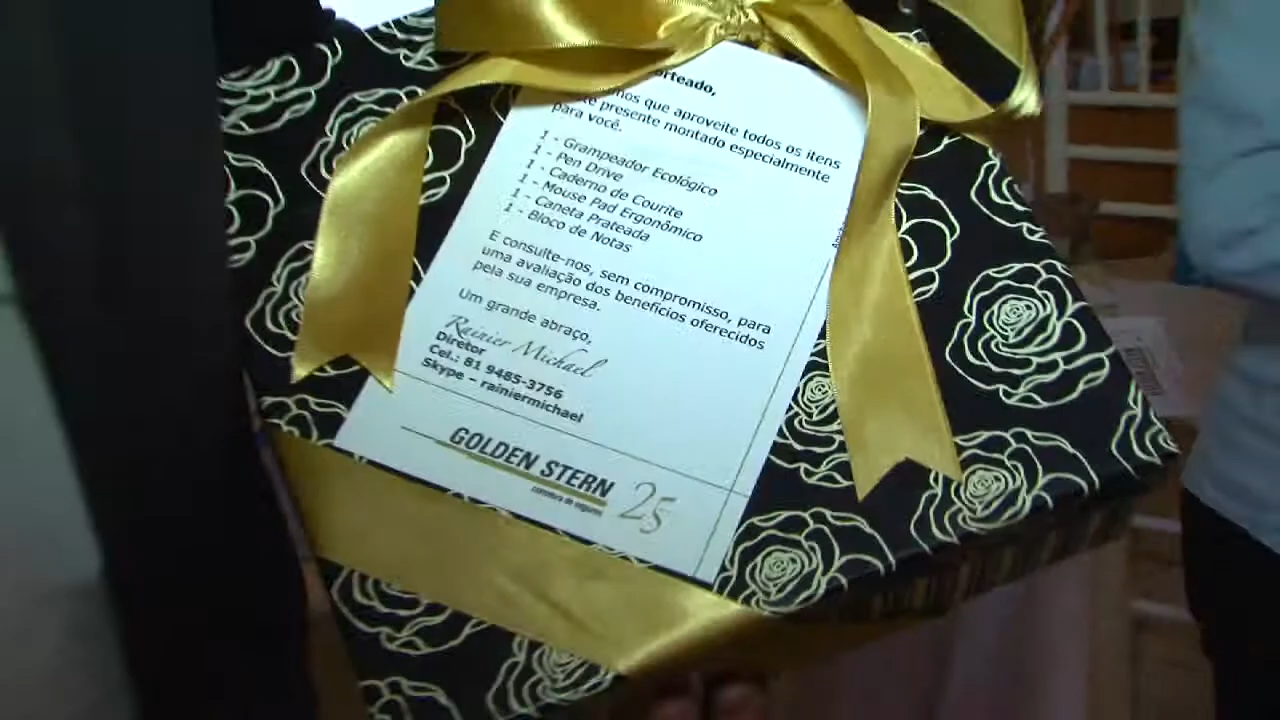 orteado,
mos que aproveite todos os itens
te presente montado especialmente
para você.
1 - Grampeador Ecológico
1 - Pen Drive
1 - Caderno de Courite
1 - Mouse Pad Ergonômico
1 - Caneta Prateada
1 - Bloco de Notas
E consulte-nos, sem compromisso, para
uma avaliação dos benefícios oferecidos
pela sua empresa.
Um grande abraço,
Rainier Michael
Diretor
Cel.: 81 9485-3756
Skype – rainiermichael
GOLDEN STERN
corretora de seguros
25